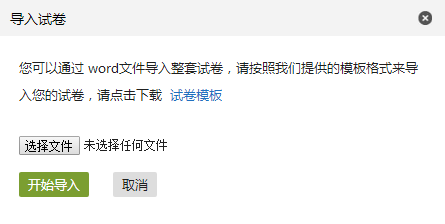 导入试卷
您可以通过 word文件导入整套试卷，请按照我们提供的模板格式来导
入您的试卷，请点击下载 试卷模板
选择文件 未选择任何文件
开始导入 取消